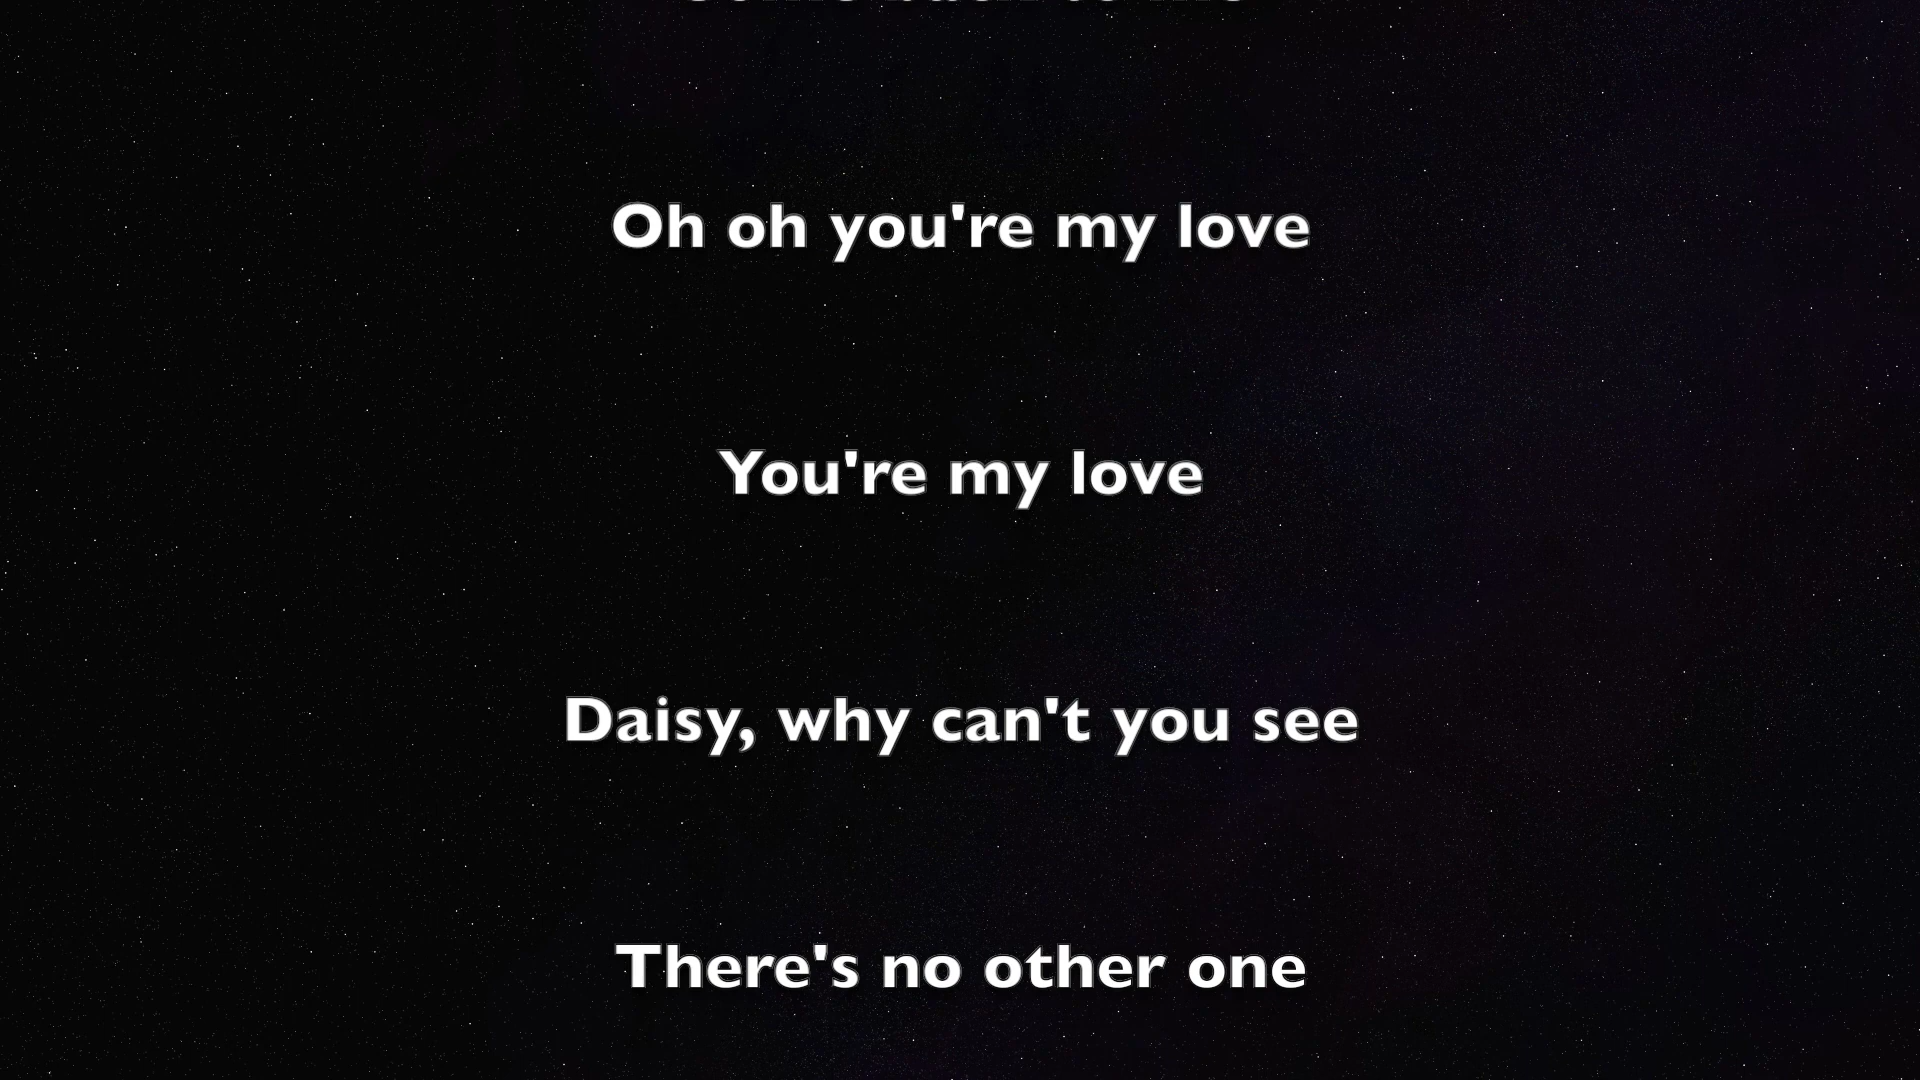 Oh oh you're my love
You're my love
Daisy, why can't you see
There's no other one